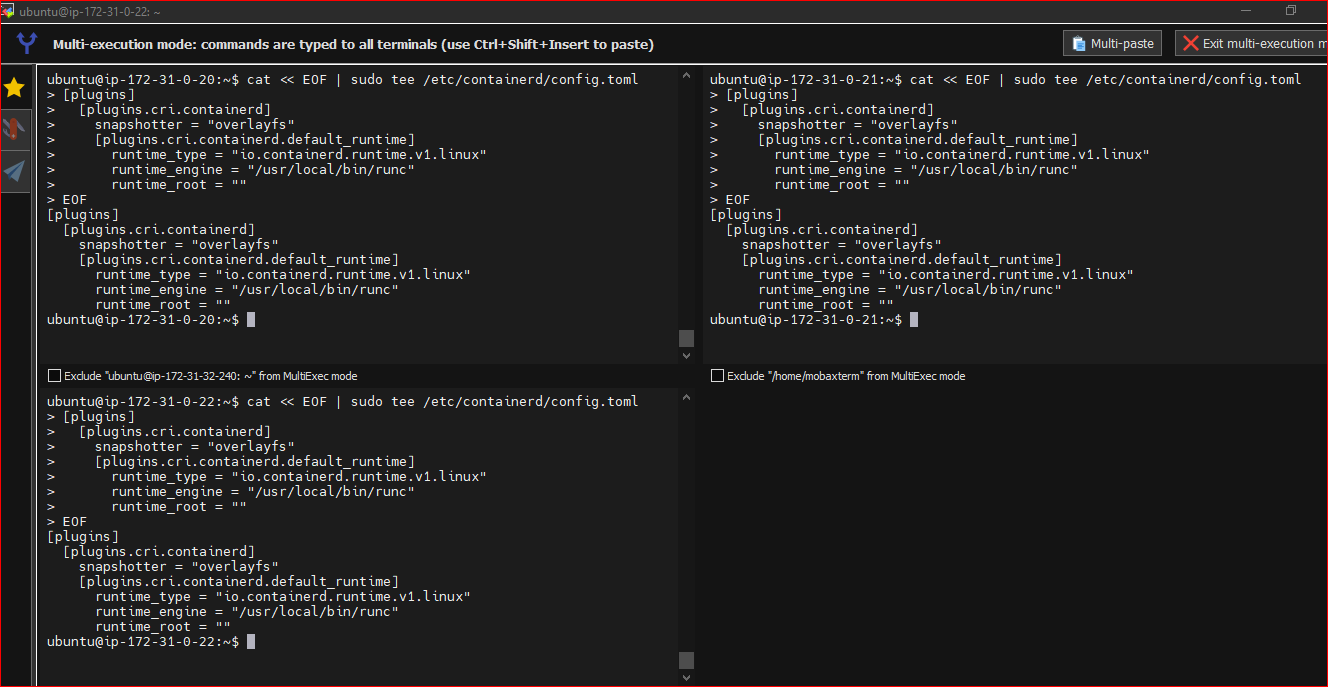 ubuntu@ip-172-31-0-22: ~
Multi-execution mode: commands are typed to all terminals (use Ctrl+Shift+Insert to paste)
Multi-paste
Exit multi-execution m
ubuntu@ip-172-31-0-20:~$ cat << EOF | sudo tee /etc/containerd/config.toml
> [plugins]
>   [plugins.cri.containerd]
>     snapshotter = "overlayfs"
>     [plugins.cri.containerd.default_runtime]
>       runtime_type = "io.containerd.runtime.v1.linux"
>       runtime_engine = "/usr/local/bin/runc"
>       runtime_root = ""
> EOF
[plugins]
  [plugins.cri.containerd]
    snapshotter = "overlayfs"
    [plugins.cri.containerd.default_runtime]
      runtime_type = "io.containerd.runtime.v1.linux"
      runtime_engine = "/usr/local/bin/runc"
      runtime_root = ""
ubuntu@ip-172-31-0-20:~$
Exclude "ubuntu@ip-172-31-32-240: ~" from MultiExec mode
ubuntu@ip-172-31-0-21:~$ cat << EOF | sudo tee /etc/containerd/config.toml
> [plugins]
>   [plugins.cri.containerd]
>     snapshotter = "overlayfs"
>     [plugins.cri.containerd.default_runtime]
>       runtime_type = "io.containerd.runtime.v1.linux"
>       runtime_engine = "/usr/local/bin/runc"
>       runtime_root = ""
> EOF
[plugins]
  [plugins.cri.containerd]
    snapshotter = "overlayfs"
    [plugins.cri.containerd.default_runtime]
      runtime_type = "io.containerd.runtime.v1.linux"
      runtime_engine = "/usr/local/bin/runc"
      runtime_root = ""
ubuntu@ip-172-31-0-21:~$
Exclude "/home/mobaxterm" from MultiExec mode
ubuntu@ip-172-31-0-22:~$ cat << EOF | sudo tee /etc/containerd/config.toml
> [plugins]
>   [plugins.cri.containerd]
>     snapshotter = "overlayfs"
>     [plugins.cri.containerd.default_runtime]
>       runtime_type = "io.containerd.runtime.v1.linux"
>       runtime_engine = "/usr/local/bin/runc"
>       runtime_root = ""
> EOF
[plugins]
  [plugins.cri.containerd]
    snapshotter = "overlayfs"
    [plugins.cri.containerd.default_runtime]
      runtime_type = "io.containerd.runtime.v1.linux"
      runtime_engine = "/usr/local/bin/runc"
      runtime_root = ""
ubuntu@ip-172-31-0-22:~$